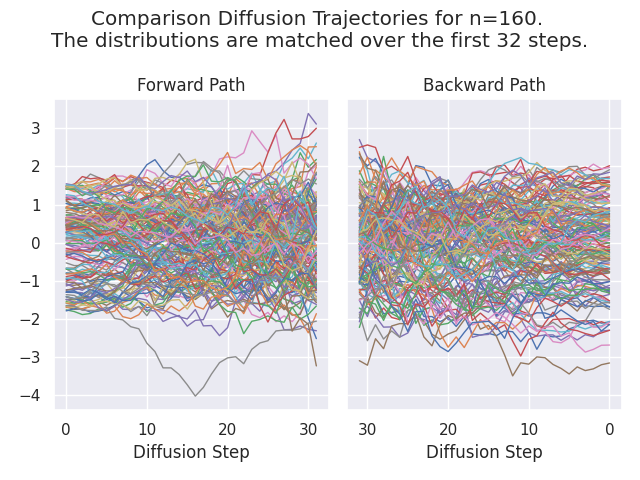 Comparison Diffusion Trajectories for n=160.
The distributions are matched over the first 32 steps.
Forward Path
Backward Path
3
2
1
0
−1
−2
−3
−4
0 10 20 30
30 20 10 0
Diffusion Step
Diffusion Step